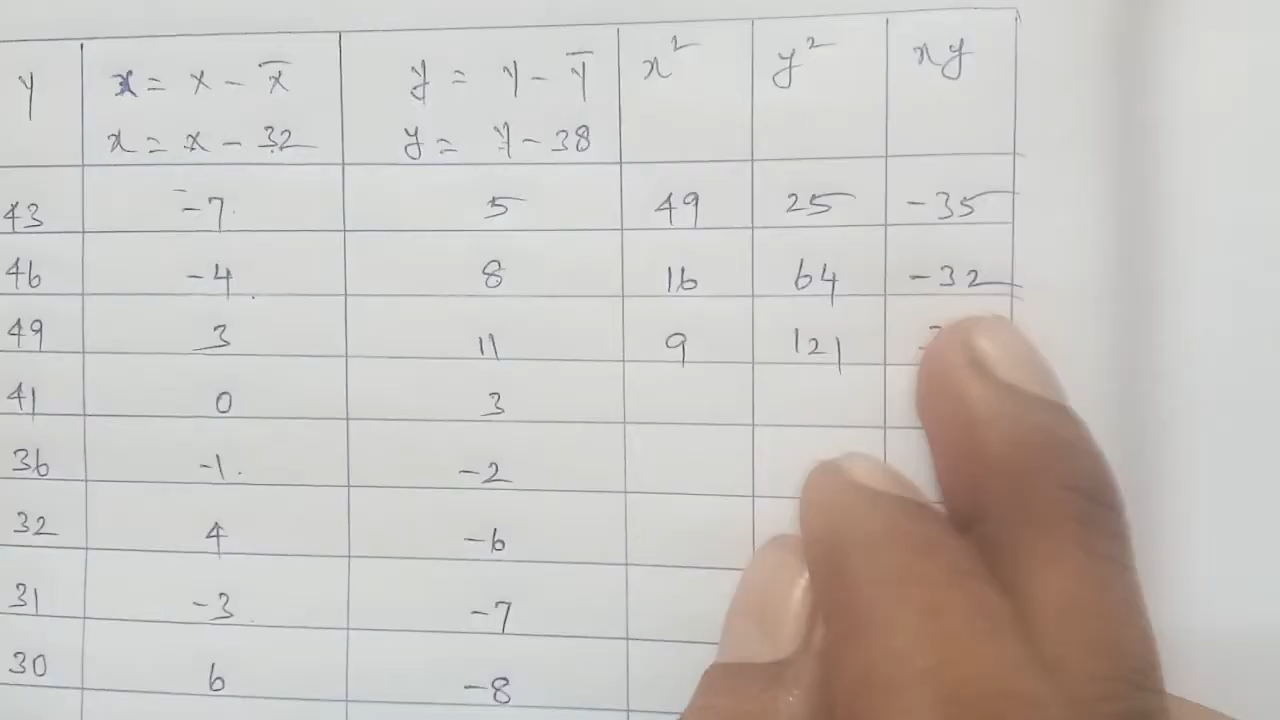 Y x = X - X̅ y = Y - Y̅ x² y² xy
x = X - 32 y = Y - 38
43 -7 5 49 25 -35
46 -4 8 16 64 -32
49 3 11 9 121
41 0 3
36 -1 -2
32 4 -6
31 -3 -7
30 6 -8